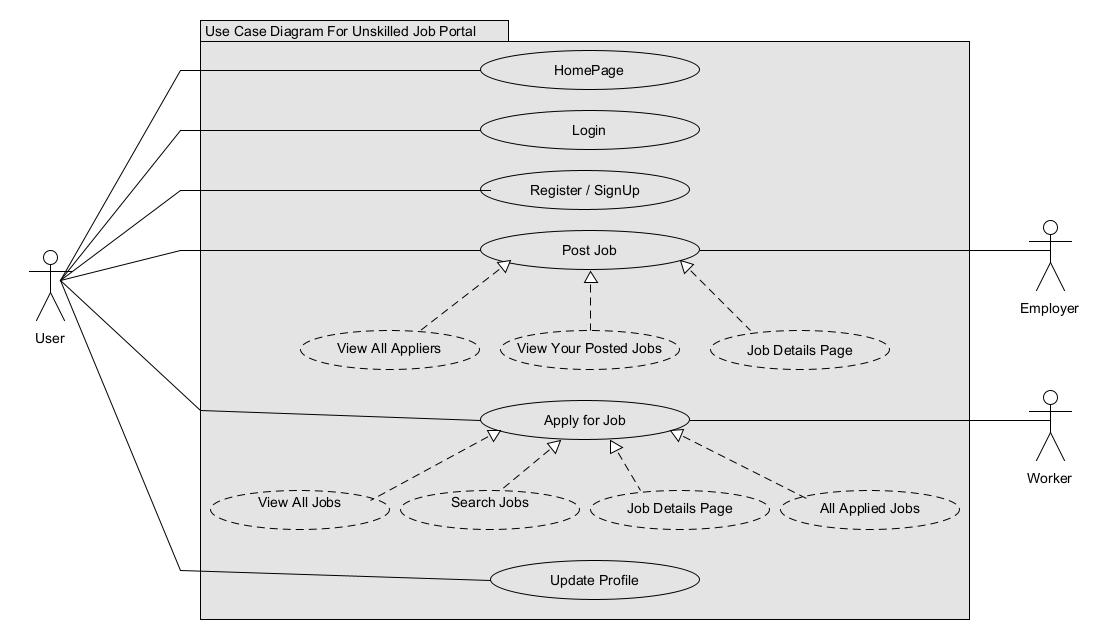 Use Case Diagram For Unskilled Job Portal
HomePage
Login
Register / SignUp
Post Job
Employer
User
View All Appliers
View Your Posted Jobs
Job Details Page
Apply for Job
Worker
View All Jobs
Search Jobs
Job Details Page
All Applied Jobs
Update Profile